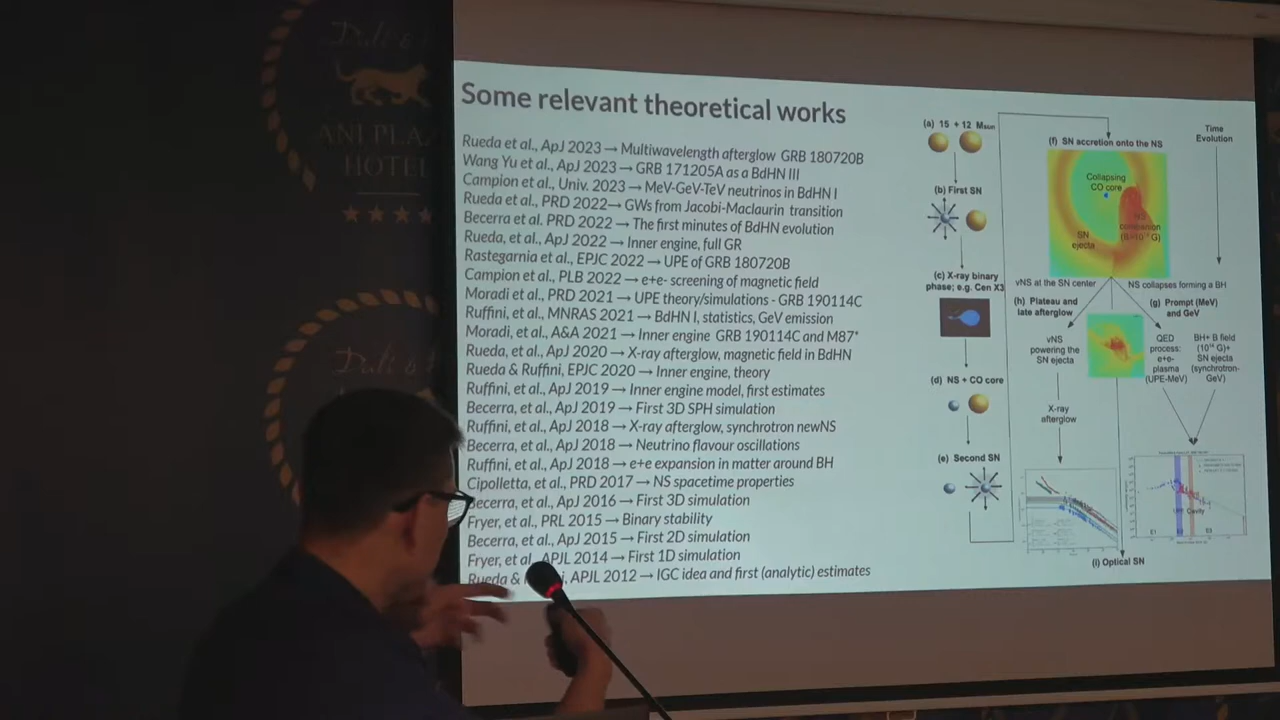 Dalí &
ANI PLAZ
HOTEL
Dalí &
Some relevant theoretical works
Rueda et al., ApJ 2023→ Multiwavelength afterglow GRB 180720B
Wang Yu et al., ApJ 2023→ GRB 171205A as a BdHN III
Campion et al., Univ. 2023→ MeV-GeV-TeV neutrinos in BdHN I
Rueda et al., PRD 2022→ GWs from Jacobi-Maclaurin transition
Becerra et al. PRD 2022→ The first minutes of BdHN evolution
Rueda, et al., ApJ 2022→ Inner engine, full GR
Rastegarnia et al., EPJC 2022→ UPE of GRB 180720B
Campion et al., PLB 2022→ e+e- screening of magnetic field
Moradi et al., PRD 2021→ UPE theory/simulations - GRB 190114C
Ruffini, et al., MNRAS 2021→ BdHN I, statistics, GeV emission
Moradi, et al., A&A 2021→ Inner engine GRB 190114C and M87*
Rueda, et al., ApJ 2020→ X-ray afterglow, magnetic field in BdHN
Rueda & Ruffini, EPJC 2020→ Inner engine, theory
Ruffini, et al., ApJ 2019→ Inner engine model, first estimates
Becerra, et al., ApJ 2019→ First 3D SPH simulation
Ruffini, et al., ApJ 2018→ X-ray afterglow, synchrotron newNS
Becerra, et al., ApJ 2018→ Neutrino flavour oscillations
Ruffini, et al., ApJ 2018→ e+e expansion in matter around BH
Cipolletta, et al., PRD 2017→ NS spacetime properties
Becerra, et al., ApJ 2016→ First 3D simulation
Fryer, et al., PRL 2015→ Binary stability
Becerra, et al., ApJ 2015→ First 2D simulation
Fryer, et al., APJL 2014→ First 1D simulation
Rueda & i, APJL 2012→ IGC idea and first (analytic) estimates
(a) 15 + 12 Msun
(b) First SN
(c) X-ray binary
phase; e.g. Cen X3
(d) NS + CO core
(e) Second SN
(f) SN accretion onto the NS
Collapsing
CO core
companion
SN
ejecta
Time
Evolution
νNS at the SN center
NS collapses forming a BH
(h) Plateau and
late afterglow
(g) Prompt (MeV)
and GeV
νNS
powering the
SN ejecta
QED
process:
e+e-
plasma
(UPE-MeV)
BH+ B field
(10¹⁴ G)+
SN ejecta
(synchrotron-
GeV)
X-ray
afterglow
Cavity
(i) Optical SN